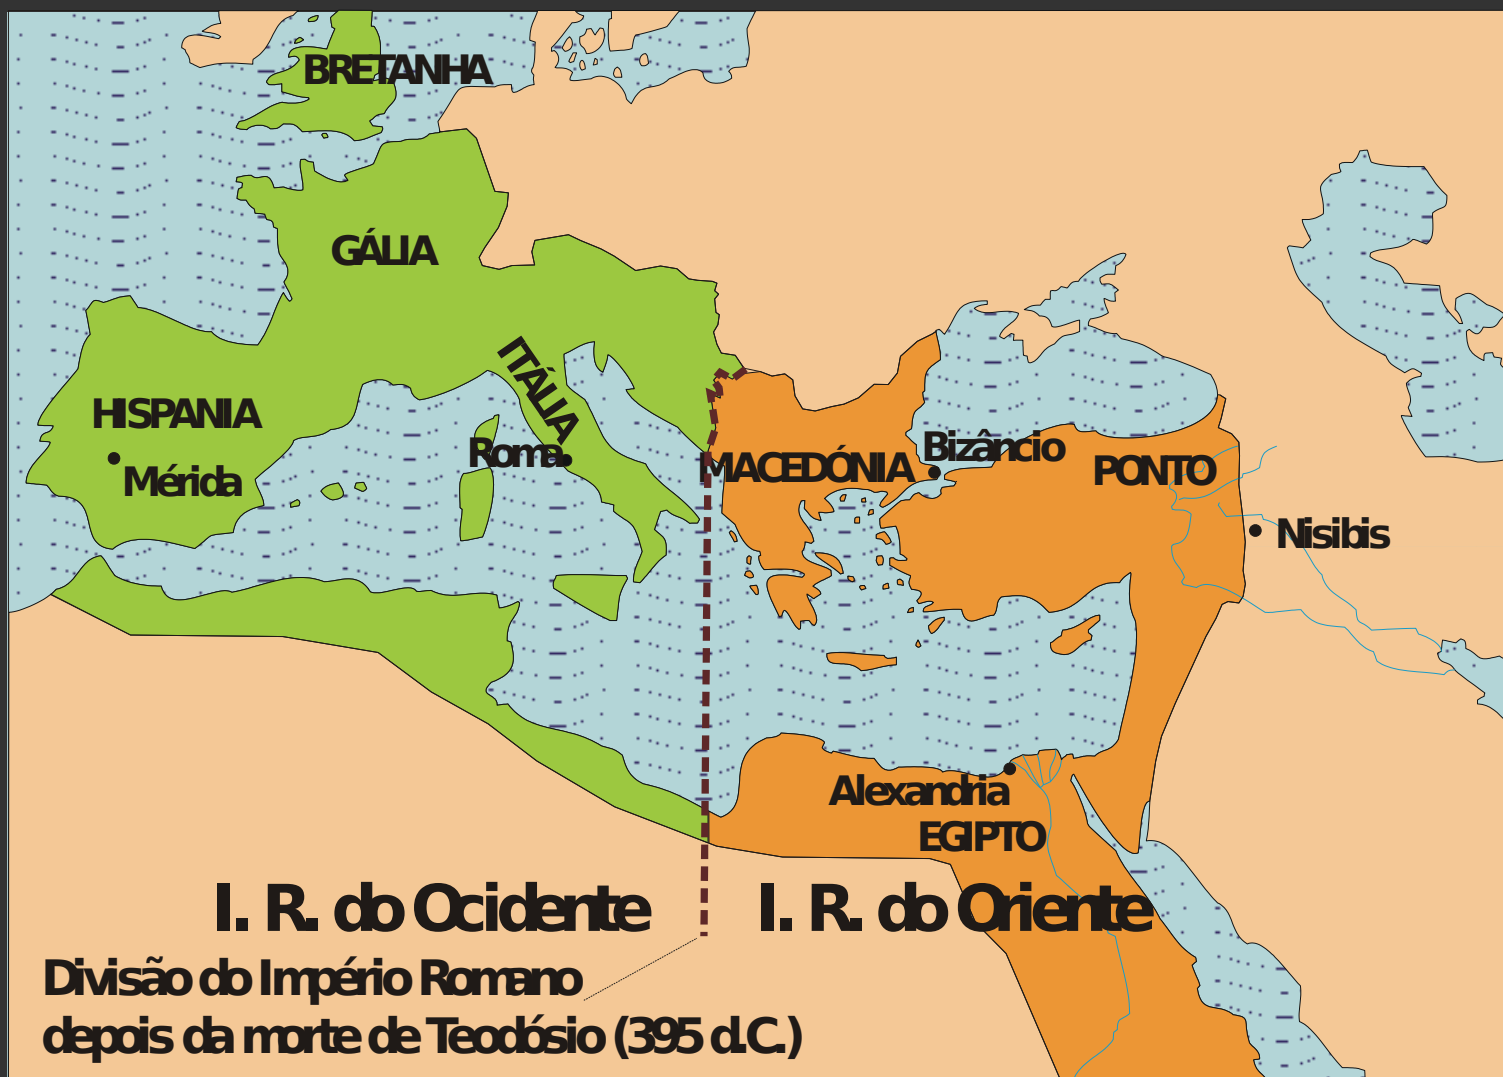 BRETANHA
GÁLIA
ITÁLIA
HISPANIA
Mérida
Roma
MACEDÓNIA
Bizâncio
PONTO
Nisibis
Alexandria
EGIPTO
I. R. do Ocidente
I. R. do Oriente
Divisão do Império Romano
depois da morte de Teodósio (395 d.C.)